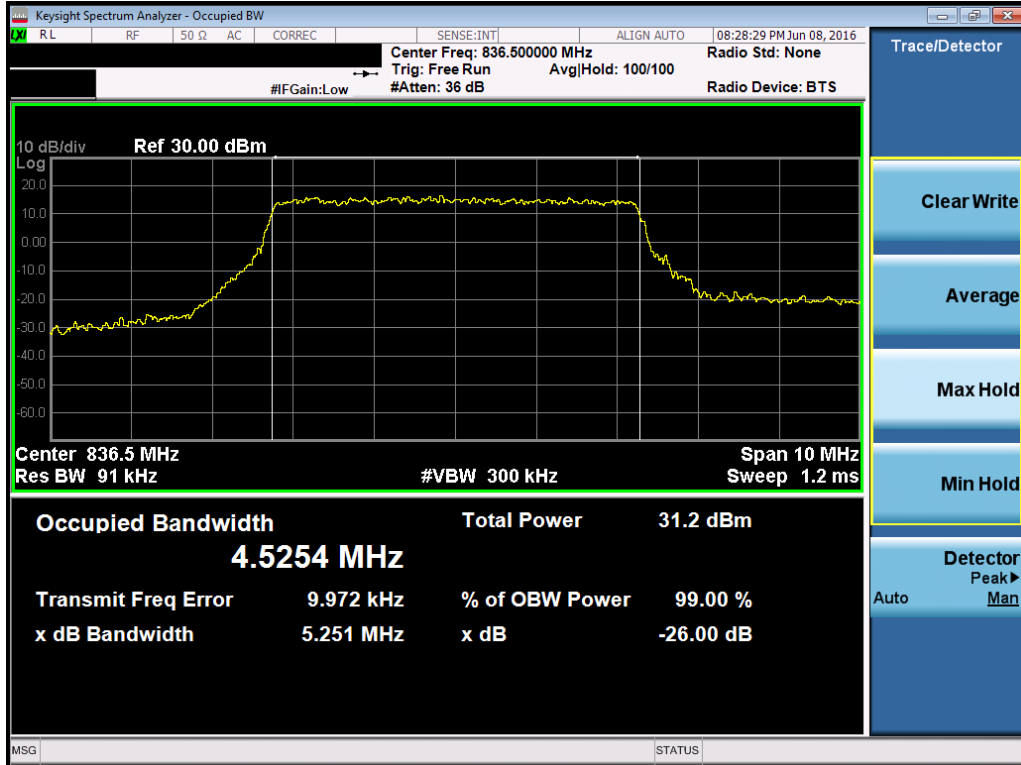 Keysight Spectrum Analyzer - Occupied BW
LXI RL RF 50 Ω AC CORREC SENSE:INT ALIGN AUTO 08:28:29 PM Jun 08, 2016
Center Freq: 836.500000 MHz Radio Std: None
Trig: Free Run Avg|Hold: 100/100
#IFGain:Low #Atten: 36 dB Radio Device: BTS
Trace/Detector
10 dB/div Ref 30.00 dBm
Log
20.0
10.0
0.00
-10.0
-20.0
-30.0
-40.0
-50.0
-60.0
Center 836.5 MHz Span 10 MHz
Res BW 91 kHz #VBW 300 kHz Sweep 1.2 ms
Occupied Bandwidth Total Power 31.2 dBm
4.5254 MHz
Transmit Freq Error 9.972 kHz % of OBW Power 99.00 %
x dB Bandwidth 5.251 MHz x dB -26.00 dB
Clear Write
Average
Max Hold
Min Hold
Detector
Peak▶
Auto Man
MSG STATUS